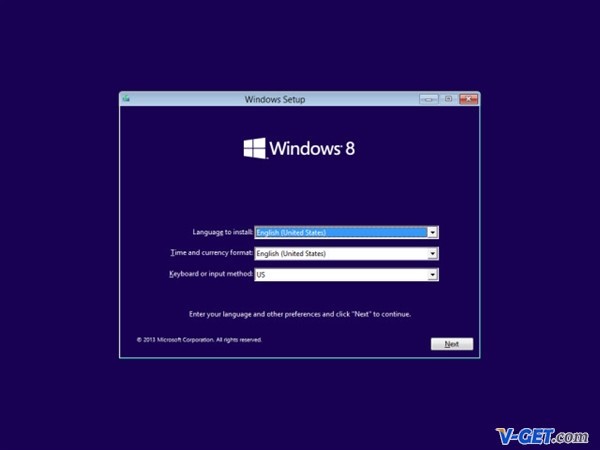 Windows Setup
Windows 8
Language to install: English (United States)
Time and currency format: English (United States)
Keyboard or input method: US
Enter your language and other preferences and click "Next" to continue.
© 2013 Microsoft Corporation. All rights reserved.
Next
V-GET.com